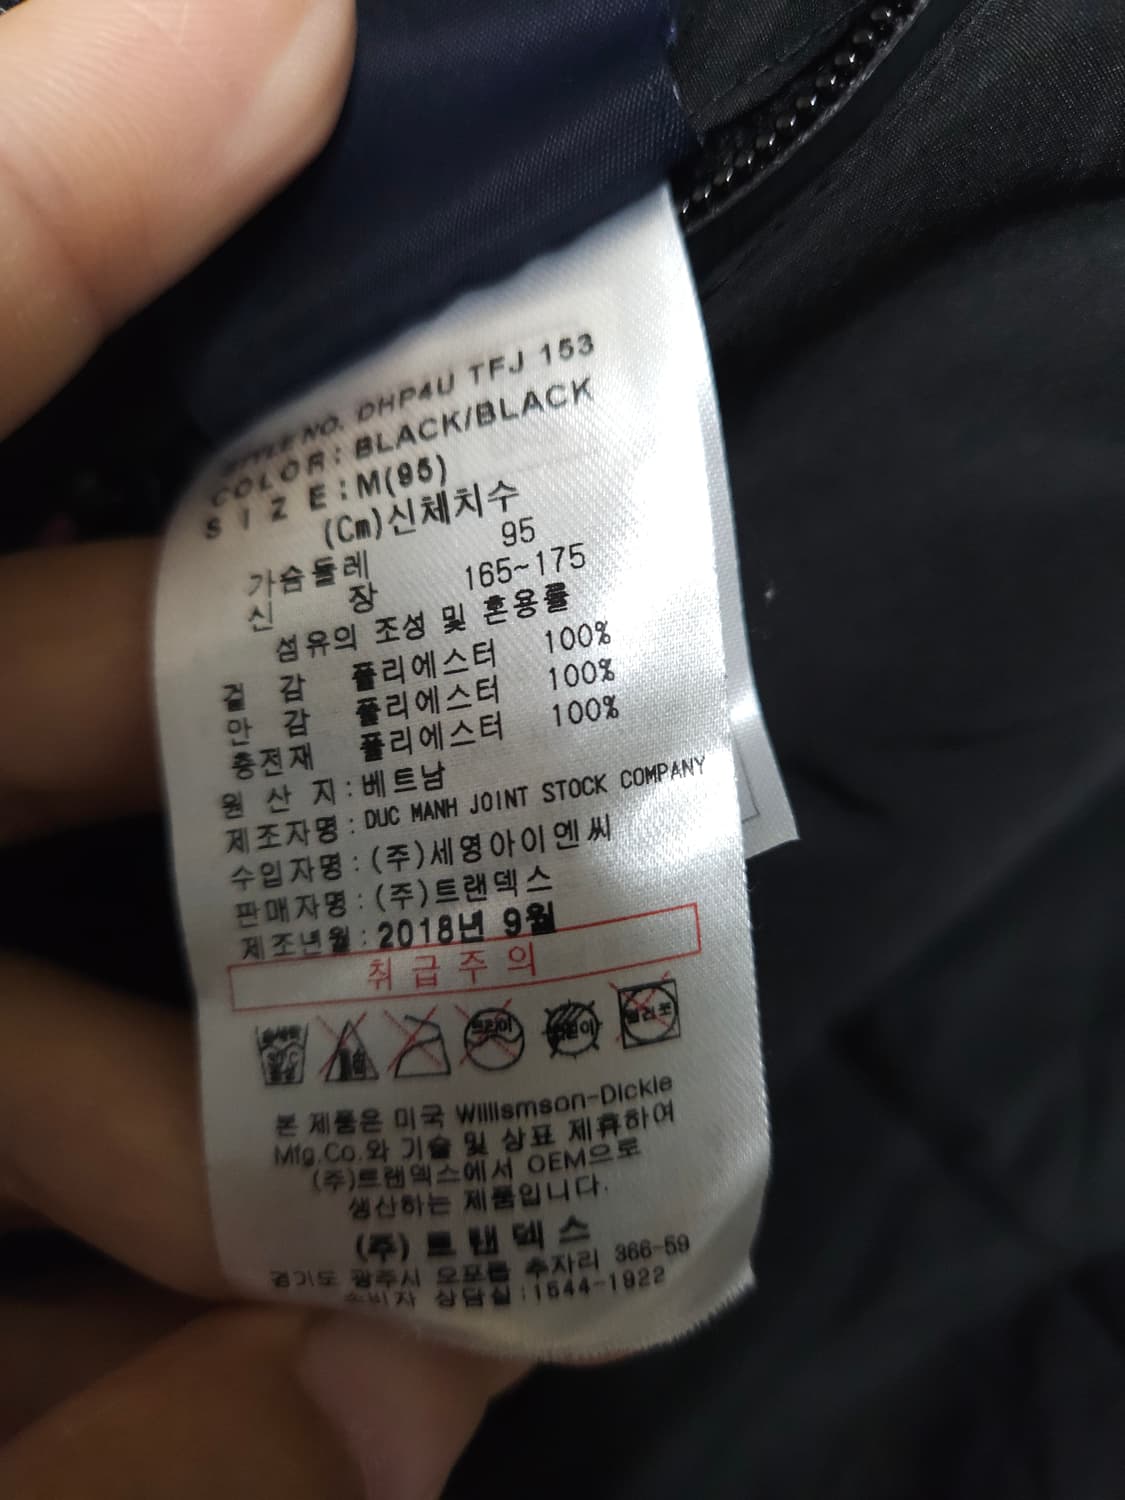 STYLE NO. DHP4U TFJ 153
COLOR : BLACK/BLACK
S I Z E : M(95)
(Cm)신체치수
가슴둘레 95
신 장 165~175
섬유의 조성 및 혼용률
겉 감 폴리에스터 100%
안 감 폴리에스터 100%
충전재 폴리에스터 100%
원 산 지 : 베트남
제조자명 : DUC MANH JOINT STOCK COMPANY
수입자명 : (주)세영아이엔씨
판매자명 : (주)트랜덱스
제조년월 : 2018년 9월
취급주의
드라이
본 제품은 미국 Willismson-Dickie
Mfg.Co.와 기술 및 상표 제휴하여
(주)트랜덱스에서 OEM으로
생산하는 제품입니다.
(주) 트랜덱스
경기도 광주시 오포읍 추자리 366-59
소비자 상담실 : 1544-1922